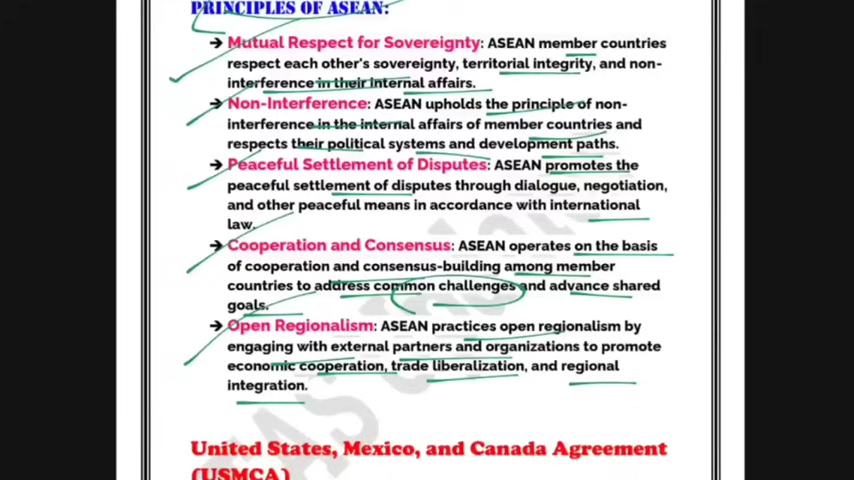 PRINCIPLES OF ASEAN:
➔ Mutual Respect for Sovereignty: ASEAN member countries
respect each other's sovereignty, territorial integrity, and non-
interference in their internal affairs.
➔ Non-Interference: ASEAN upholds the principle of non-
interference in the internal affairs of member countries and
respects their political systems and development paths.
➔ Peaceful Settlement of Disputes: ASEAN promotes the
peaceful settlement of disputes through dialogue, negotiation,
and other peaceful means in accordance with international
law.
➔ Cooperation and Consensus: ASEAN operates on the basis
of cooperation and consensus-building among member
countries to address common challenges and advance shared
goals.
➔ Open Regionalism: ASEAN practices open regionalism by
engaging with external partners and organizations to promote
economic cooperation, trade liberalization, and regional
integration.
United States, Mexico, and Canada Agreement
(USMCA)